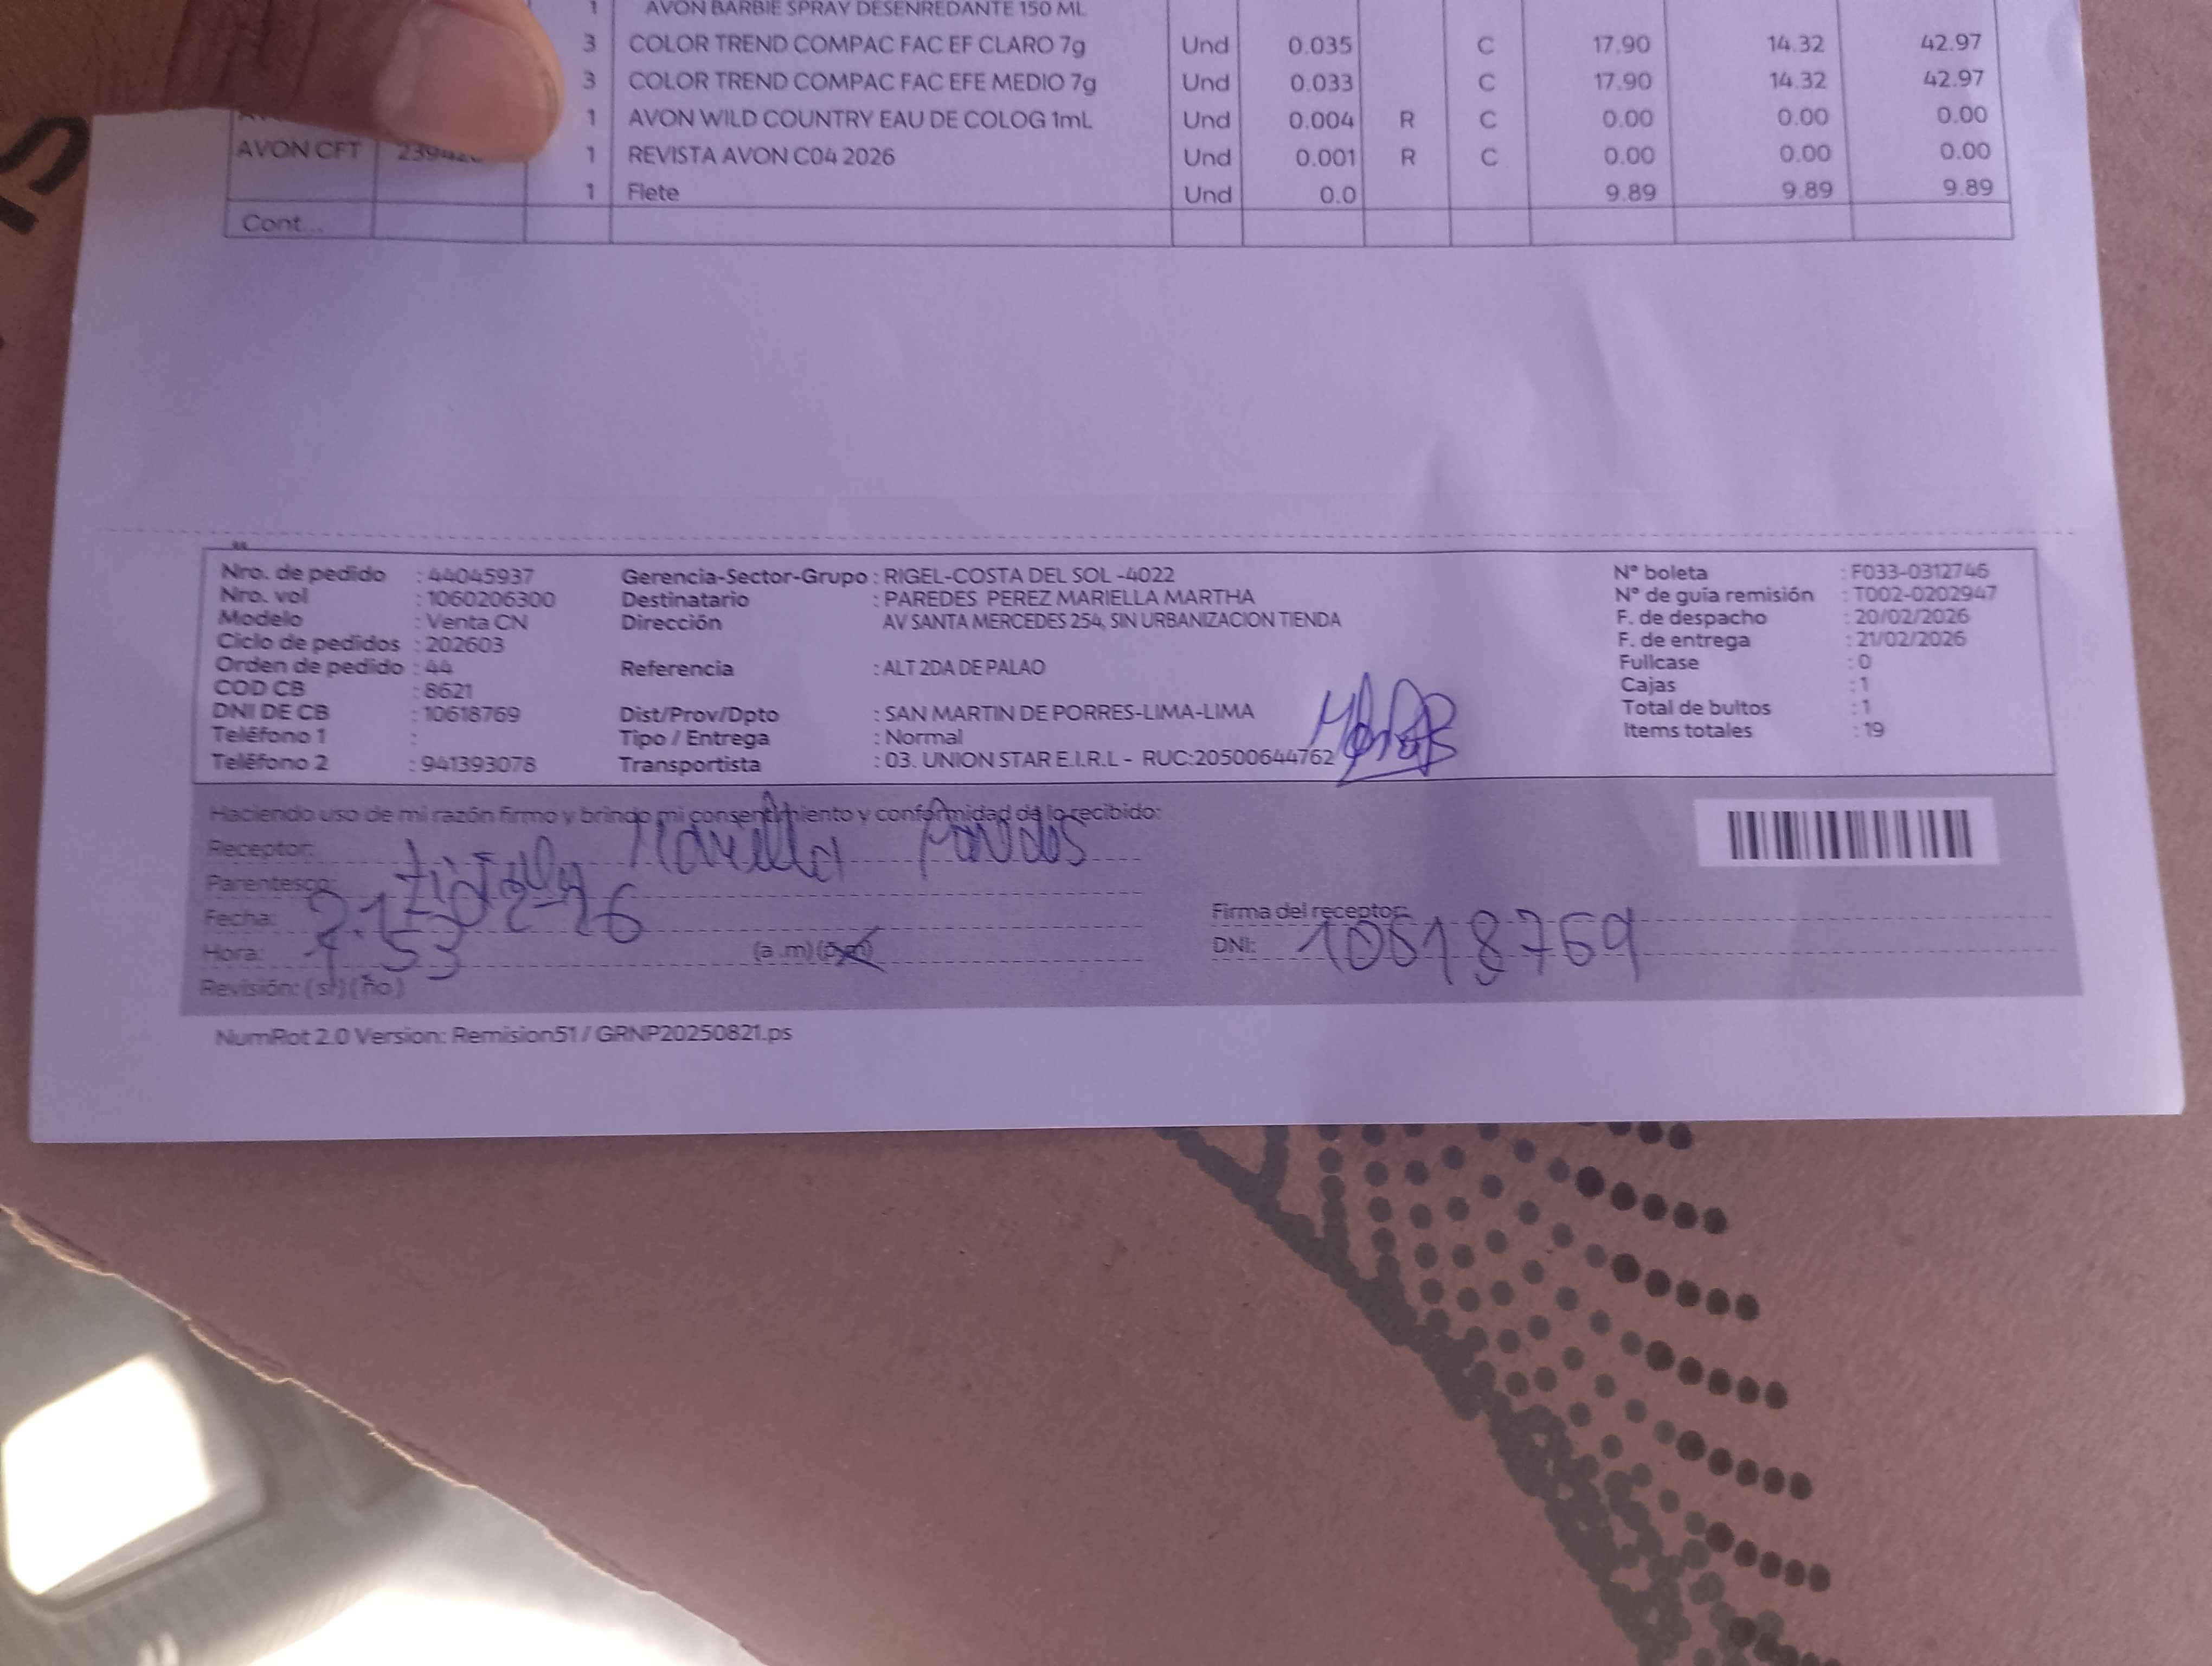 1 AVON BARBIE SPRAY DESENREDANTE 150 ML
3 COLOR TREND COMPAC FAC EF CLARO 7g Und 0.035 C 17.90 14.32 42.97
3 COLOR TREND COMPAC FAC EFE MEDIO 7g Und 0.033 C 17.90 14.32 42.97
1 AVON WILD COUNTRY EAU DE COLOG 1mL Und 0.004 R C 0.00 0.00 0.00
AVON CFT 1 REVISTA AVON C04 2026 Und 0.001 R C 0.00 0.00 0.00
1 Flete Und 0.0 9.89 9.89 9.89
Cont...
Nro. de pedido : 44045937
Nro. vol : 1060206300
Modelo : Venta CN
Ciclo de pedidos : 202603
Orden de pedido : 44
COD CB : 8621
DNI DE CB : 10618769
Teléfono 1 :
Teléfono 2 : 941393078
Gerencia-Sector-Grupo : RIGEL-COSTA DEL SOL -4022
Destinatario : PAREDES PEREZ MARIELLA MARTHA
Dirección AV SANTA MERCEDES 254, SIN URBANIZACION TIENDA
Referencia : ALT 2DA DE PALAO
Dist/Prov/Dpto : SAN MARTIN DE PORRES-LIMA-LIMA
Tipo / Entrega : Normal
Transportista : 03. UNION STAR E.I.R.L - RUC:20500644762
N° boleta : F033-0312746
N° de guía remisión : T002-0202947
F. de despacho : 20/02/2026
F. de entrega : 21/02/2026
Fullcase : 0
Cajas : 1
Total de bultos : 1
Items totales : 19
Haciendo uso de mi razón firmo y brindo mi consentimiento y conformidad de lo recibido:
Receptor: Mariella Paredes
Parentesco:
Fecha: 21-02-26
Hora: 53 (a.m)(p.m)
Revisión: (si)(no)
Firma del receptor:
DNI: 10618769
NumRot 2.0 Version: Remision51 / GRNP20250821.ps